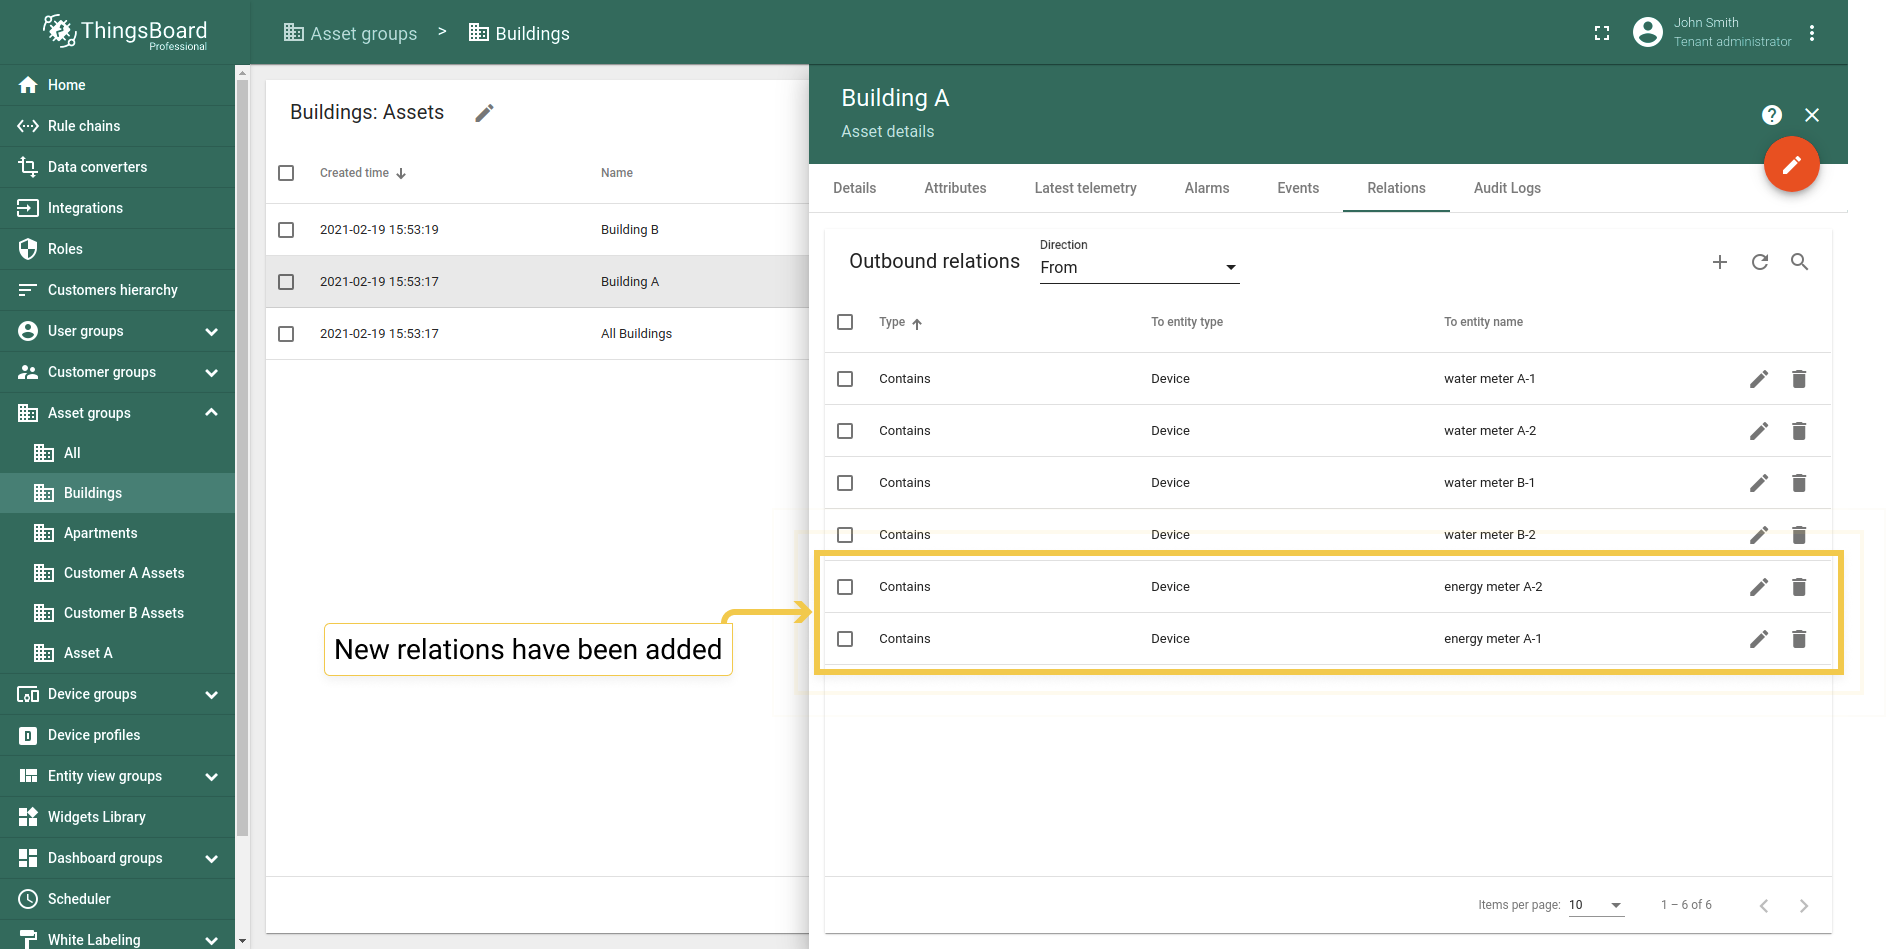 ThingsBoard
Professional
Asset groups > Buildings
John Smith
Tenant administrator
Home
Rule chains
Data converters
Integrations
Roles
Customers hierarchy
User groups
Customer groups
Asset groups
All
Buildings
Apartments
Customer A Assets
Customer B Assets
Asset A
Device groups
Device profiles
Entity view groups
Widgets Library
Dashboard groups
Scheduler
White Labeling
Buildings: Assets
Created time Name
2021-02-19 15:53:19 Building B
2021-02-19 15:53:17 Building A
2021-02-19 15:53:17 All Buildings
New relations have been added
Building A
Asset details
Details Attributes Latest telemetry Alarms Events Relations Audit Logs
Outbound relations
Direction
From
Type To entity type To entity name
Contains Device water meter A-1
Contains Device water meter A-2
Contains Device water meter B-1
Contains Device water meter B-2
Contains Device energy meter A-2
Contains Device energy meter A-1
Items per page: 10 1 – 6 of 6